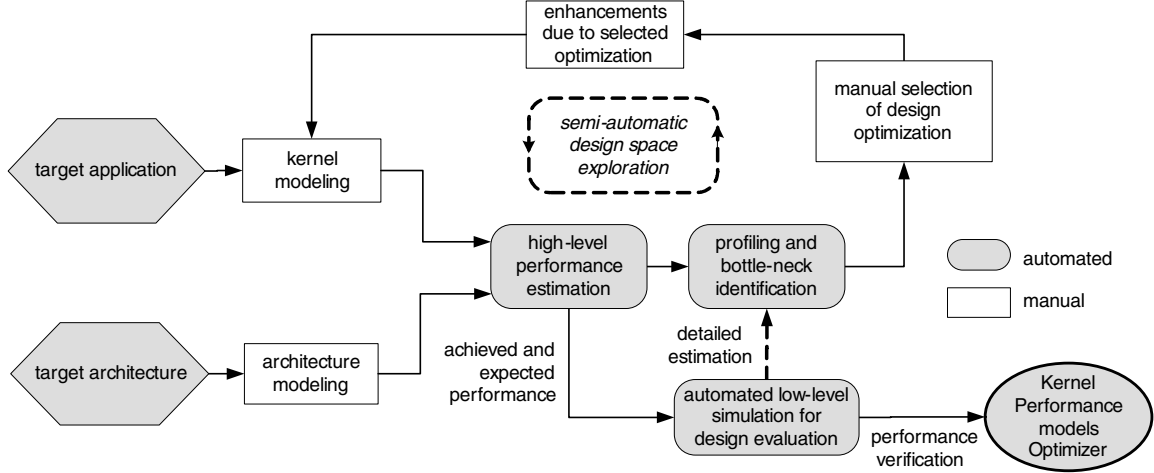 enhancements
due to selected
optimization
manual selection
of design
optimization
semi-automatic
design space
exploration
target application
kernel
modeling
high-level
performance
estimation
profiling and
bottle-neck
identification
automated
manual
target architecture
architecture
modeling
achieved and
expected
performance
detailed
estimation
automated low-level
simulation for
design evaluation
performance
verification
Kernel
Performance
models
Optimizer